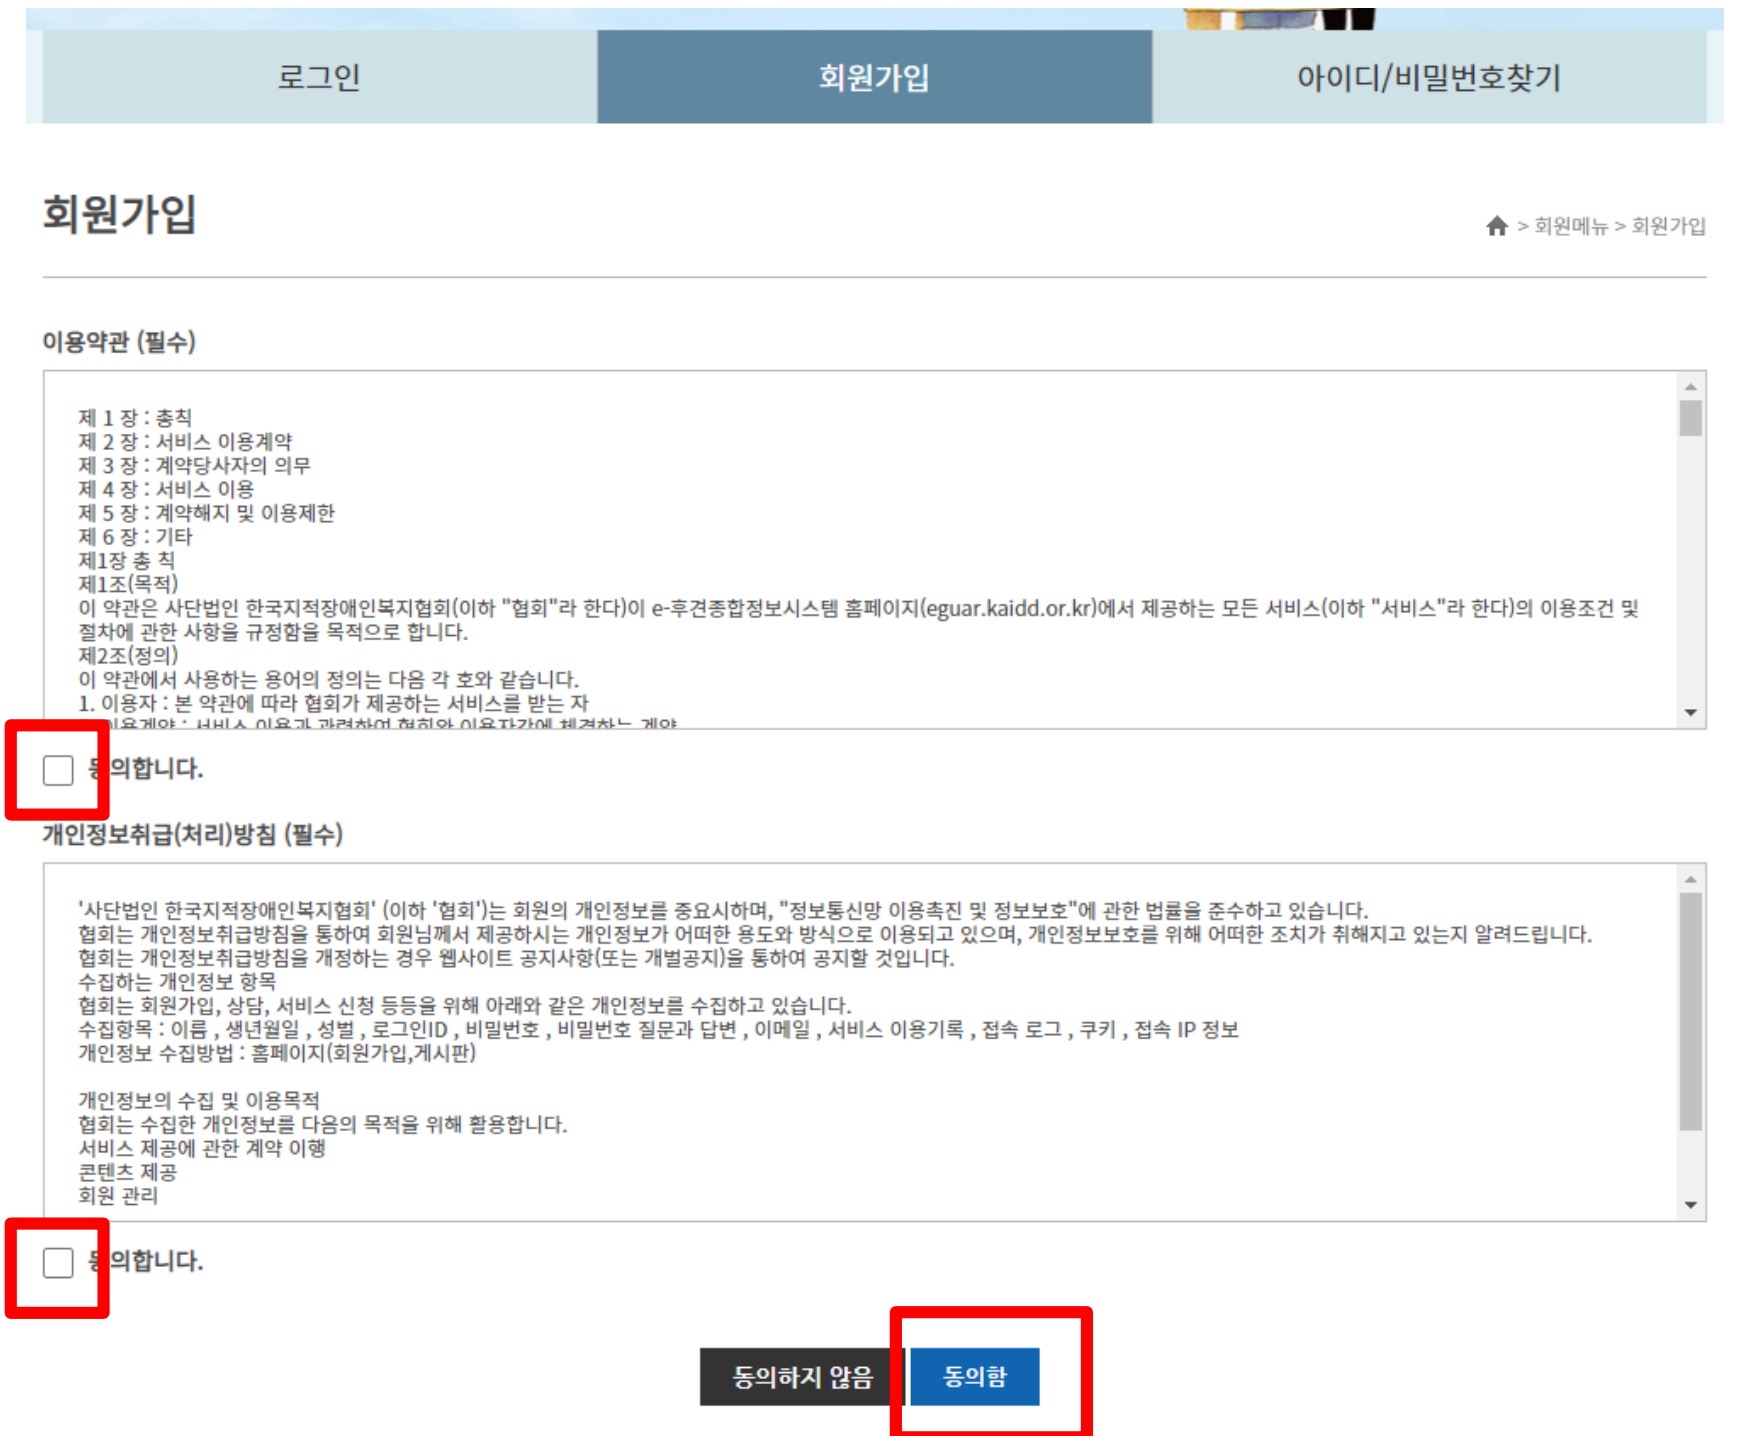 로그인
회원가입
아이디/비밀번호찾기
회원가입
> 회원메뉴 > 회원가입
이용약관 (필수)
제 1 장 : 총칙
제 2 장 : 서비스 이용계약
제 3 장 : 계약당사자의 의무
제 4 장 : 서비스 이용
제 5 장 : 계약해지 및 이용제한
제 6 장 : 기타
제1장 총 칙
제1조(목적)
이 약관은 사단법인 한국지적장애인복지협회(이하 "협회"라 한다)이 e-후견종합정보시스템 홈페이지(eguar.kaidd.or.kr)에서 제공하는 모든 서비스(이하 "서비스"라 한다)의 이용조건 및
절차에 관한 사항을 규정함을 목적으로 합니다.
제2조(정의)
이 약관에서 사용하는 용어의 정의는 다음 각 호와 같습니다.
1. 이용자 : 본 약관에 따라 협회가 제공하는 서비스를 받는 자
이용계약 : 서비스 이용과 관련하여 협회와 이용자간에 체결하는 계약
동의합니다.
개인정보취급(처리)방침 (필수)
'사단법인 한국지적장애인복지협회' (이하 '협회')는 회원의 개인정보를 중요시하며, "정보통신망 이용촉진 및 정보보호"에 관한 법률을 준수하고 있습니다.
협회는 개인정보취급방침을 통하여 회원님께서 제공하시는 개인정보가 어떠한 용도와 방식으로 이용되고 있으며, 개인정보보호를 위해 어떠한 조치가 취해지고 있는지 알려드립니다.
협회는 개인정보취급방침을 개정하는 경우 웹사이트 공지사항(또는 개별공지)을 통하여 공지할 것입니다.
수집하는 개인정보 항목
협회는 회원가입, 상담, 서비스 신청 등등을 위해 아래와 같은 개인정보를 수집하고 있습니다.
수집항목 : 이름 , 생년월일 , 성별 , 로그인ID , 비밀번호 , 비밀번호 질문과 답변 , 이메일 , 서비스 이용기록 , 접속 로그 , 쿠키 , 접속 IP 정보
개인정보 수집방법 : 홈페이지(회원가입,게시판)
개인정보의 수집 및 이용목적
협회는 수집한 개인정보를 다음의 목적을 위해 활용합니다.
서비스 제공에 관한 계약 이행
콘텐츠 제공
회원 관리
동의합니다.
동의하지 않음
동의함